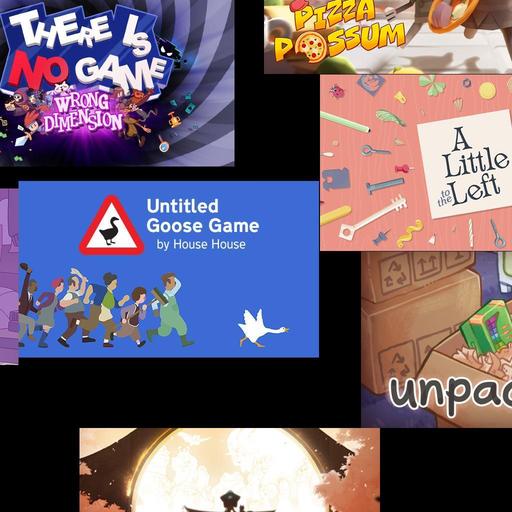 THERE IS
NO GAME
WRONG
DIMENSION
PIZZA
POSSUM
A
Little
to the
Left
Untitled
Goose Game
by House House
unpac